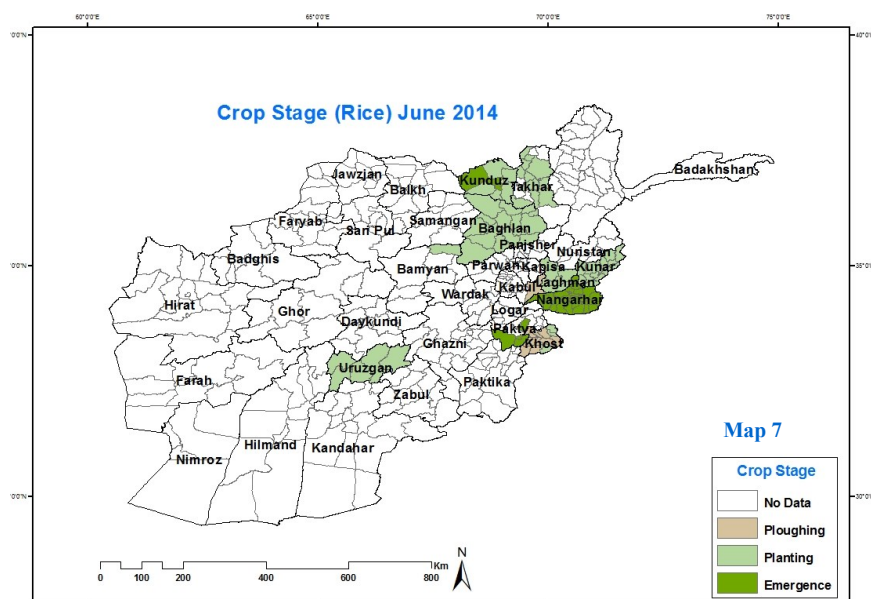 60°0'0"E 65°0'0"E 70°0'0"E 75°0'0"E
Crop Stage (Rice) June 2014
Badakhshan
Jawzjan
Kunduz
Takhar
Balkh
Faryab
Samangan
Sari Pul
Baghlan
Panjsher
Nuristan
Badghis
Bamyan
Parwan
Kapisa
Kunar
Laghman
Kabul
Wardak
Nangarhar
Hirat
Ghor
Logar
Daykundi
Paktya
Ghazni
Khost
Uruzgan
Farah
Zabul
Paktika
Hilmand
Kandahar
Nimroz
Map 7
Crop Stage
No Data
Ploughing
Planting
Emergence
N
Km
0 100 200 400 600 800